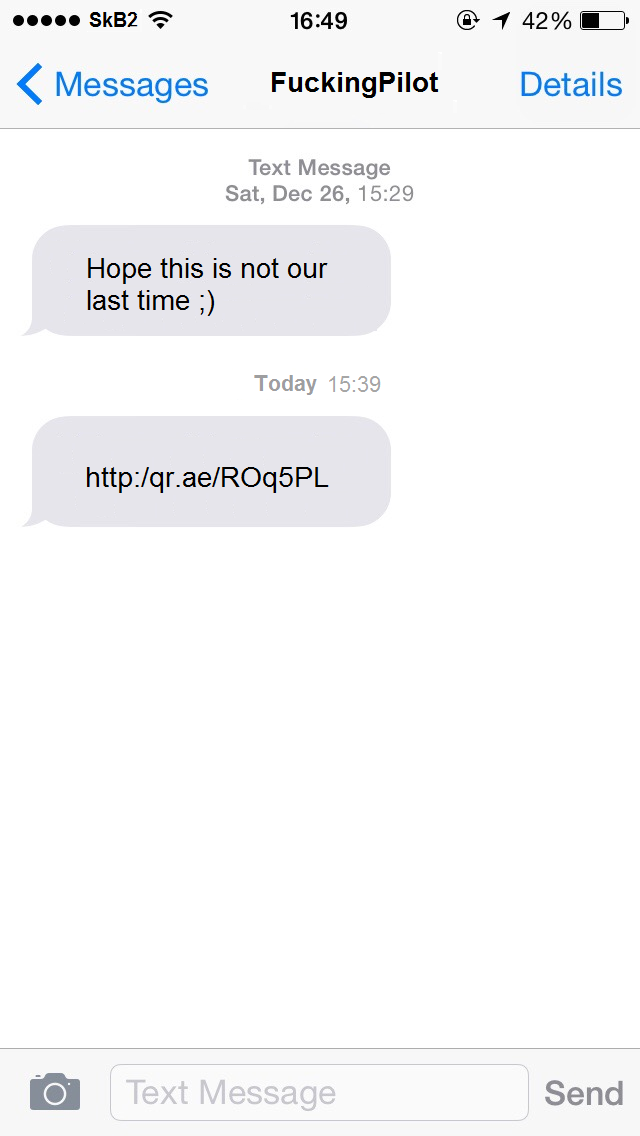 SkB2 16:49 42%
Messages FuckingPilot Details
Text Message
Sat, Dec 26, 15:29
Hope this is not our
last time ;)
Today 15:39
http:/qr.ae/ROq5PL
Text Message Send